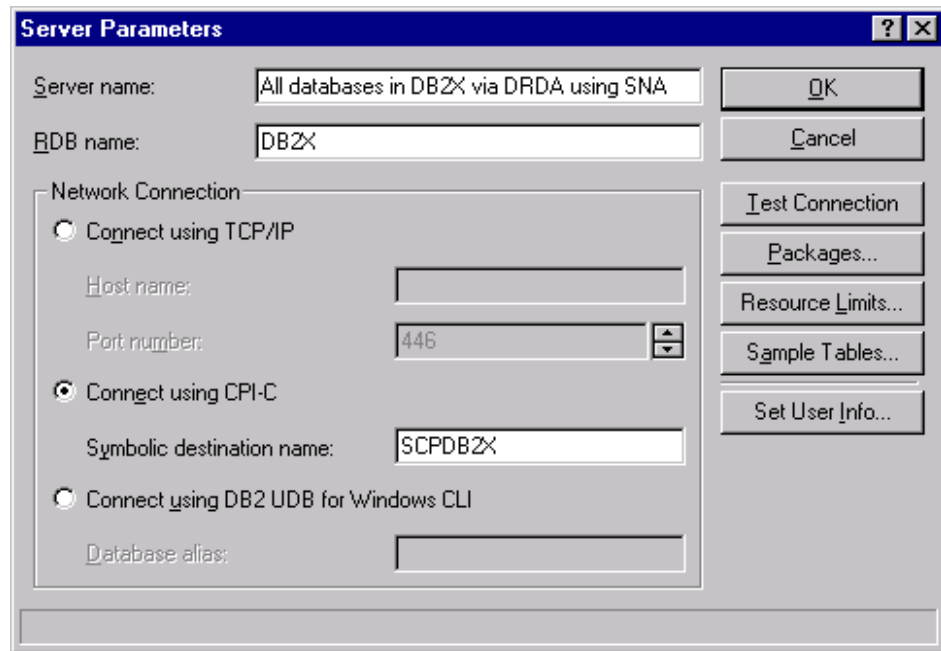 Server Parameters
Server name: All databases in DB2X via DRDA using SNA
OK
RDB name: DB2X
Cancel
Network Connection
Connect using TCP/IP
Host name:
Port number: 446
Connect using CPI-C
Symbolic destination name: SCPDB2X
Connect using DB2 UDB for Windows CLI
Database alias:
Test Connection
Packages...
Resource Limits...
Sample Tables...
Set User Info...